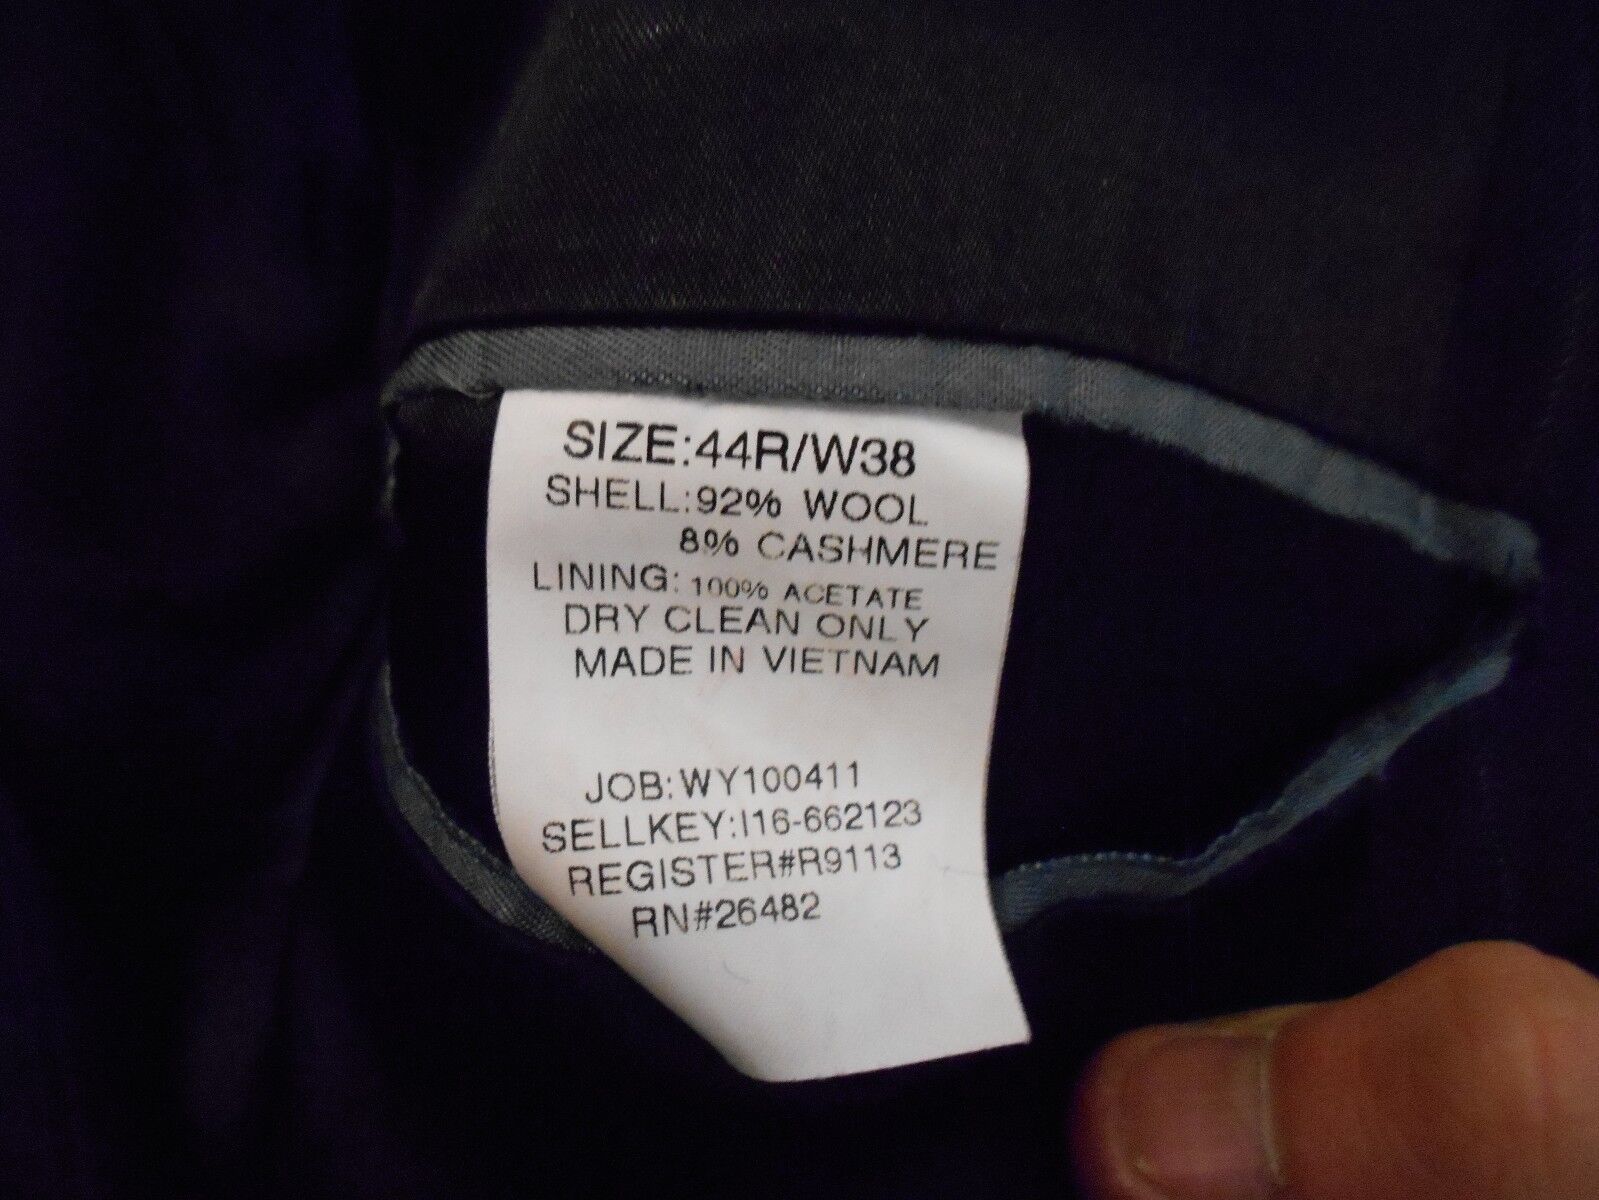 SIZE:44R/W38
SHELL:92% WOOL
8% CASHMERE
LINING: 100% ACETATE
DRY CLEAN ONLY
MADE IN VIETNAM
JOB:WY100411
SELLKEY:I16-662123
REGISTER#R9113
RN#26482